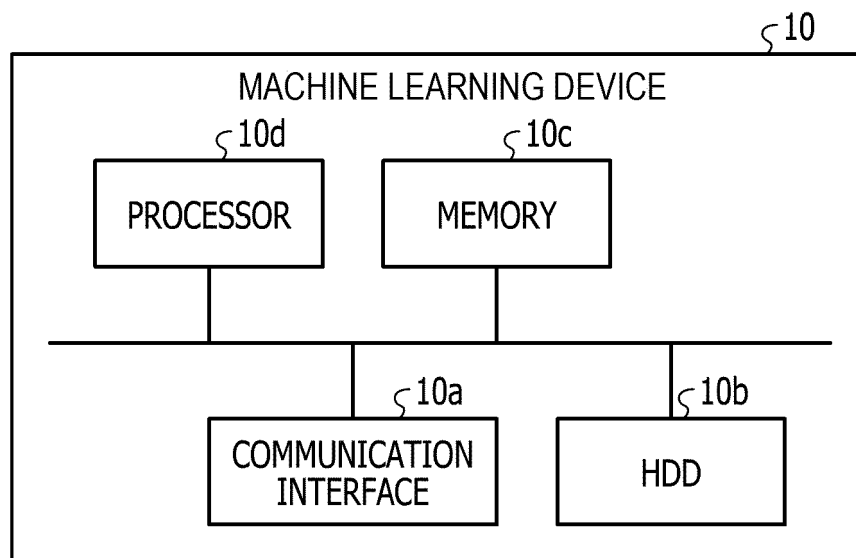 10
MACHINE LEARNING DEVICE
10d
10c
PROCESSOR
MEMORY
10a
10b
COMMUNICATION
INTERFACE
HDD